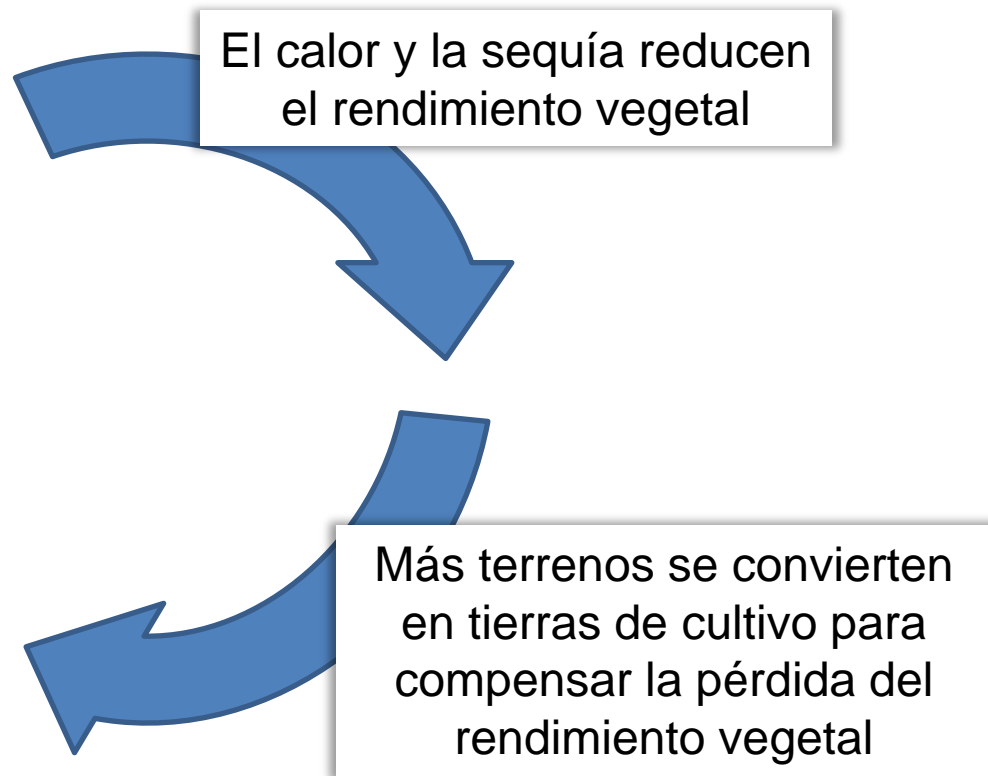 El calor y la sequía reducen
el rendimiento vegetal
Más terrenos se convierten
en tierras de cultivo para
compensar la pérdida del
rendimiento vegetal